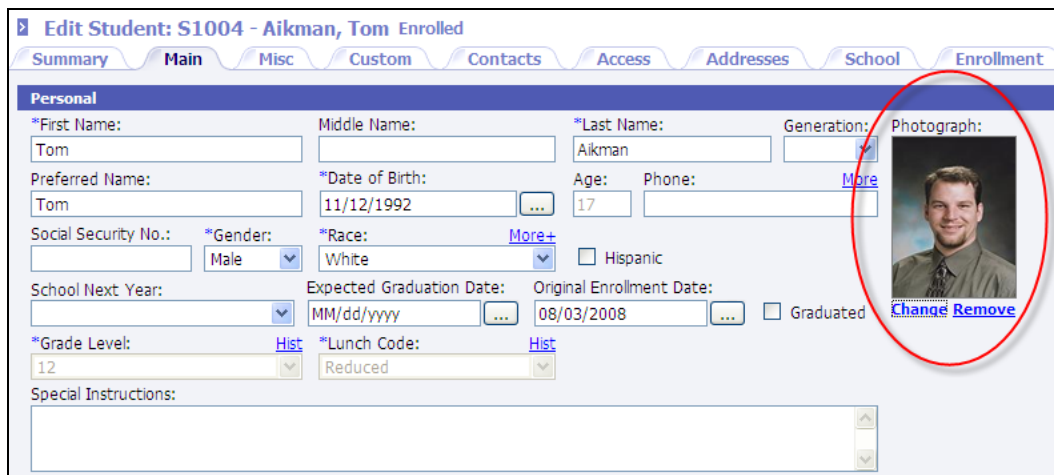 Edit Student: S1004 - Aikman, Tom Enrolled
Summary Main Misc Custom Contacts Access Addresses School Enrollment
Personal
*First Name: Middle Name: *Last Name: Generation: Photograph:
Tom Aikman
Preferred Name: *Date of Birth: Age: Phone: More
Tom 11/12/1992 ... 17
Social Security No.: *Gender: *Race: More+
Male White Hispanic
School Next Year: Expected Graduation Date: Original Enrollment Date:
MM/dd/yyyy ... 08/03/2008 ... Graduated Change Remove
*Grade Level: Hist *Lunch Code: Hist
12 Reduced
Special Instructions: